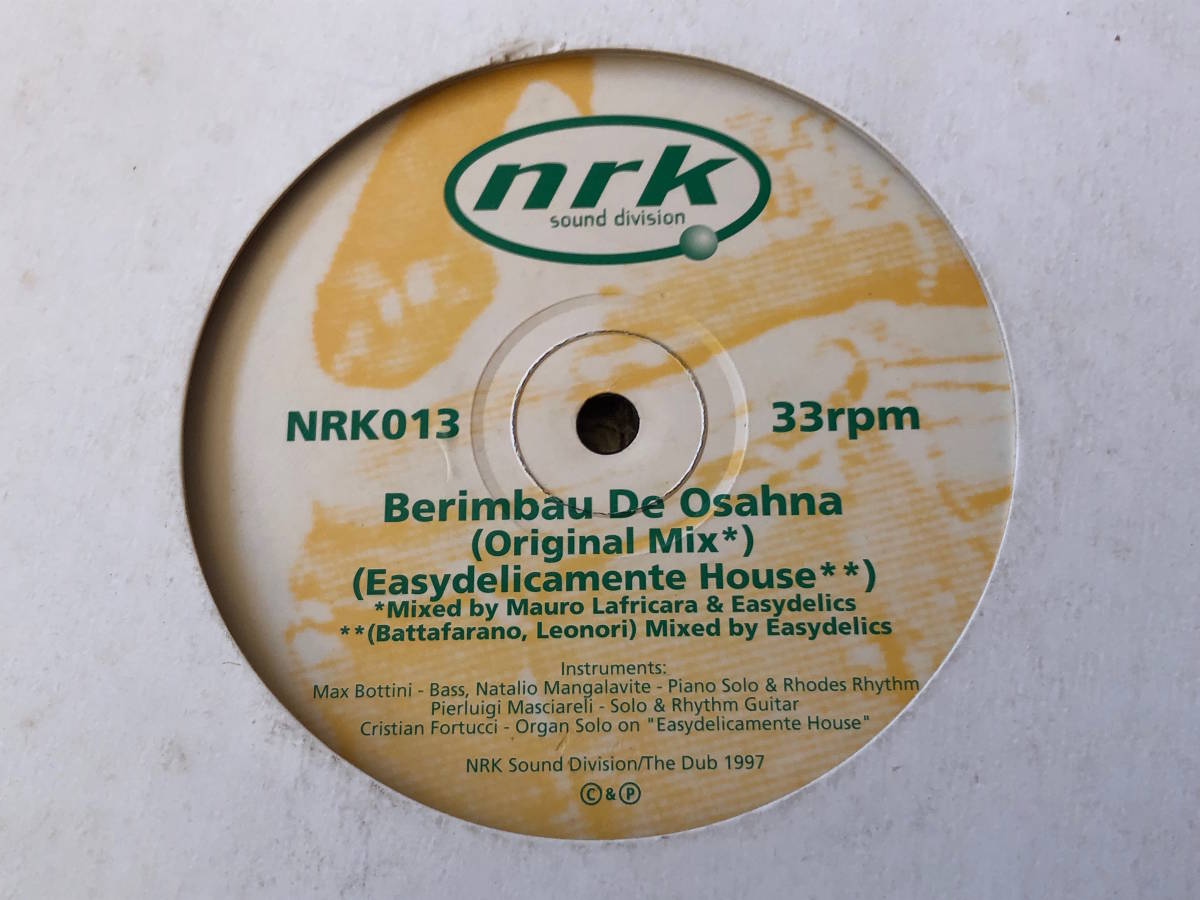 nrk
sound division
NRK013
33rpm
Berimbau De Osahna
(Original Mix*)
(Easydelicamente House**)
*Mixed by Mauro Lafricara & Easydelics
**(Battafarano, Leonori) Mixed by Easydelics
Instruments:
Max Bottini - Bass, Natalio Mangalavite - Piano Solo & Rhodes Rhythm
Pierluigi Masciareli - Solo & Rhythm Guitar
Cristian Fortucci - Organ Solo on "Easydelicamente House"
NRK Sound Division/The Dub 1997
Ⓒ & Ⓟ